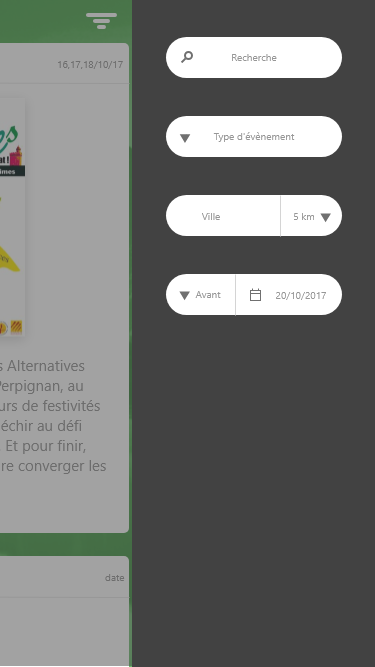 16,17,18/10/17
Recherche
Type d'évènement
Ville
5 km
Avant
20/10/2017
Alternatives
Perpignan, au
urs de festivités
échir au défi
Et pour finir,
re converger les
date